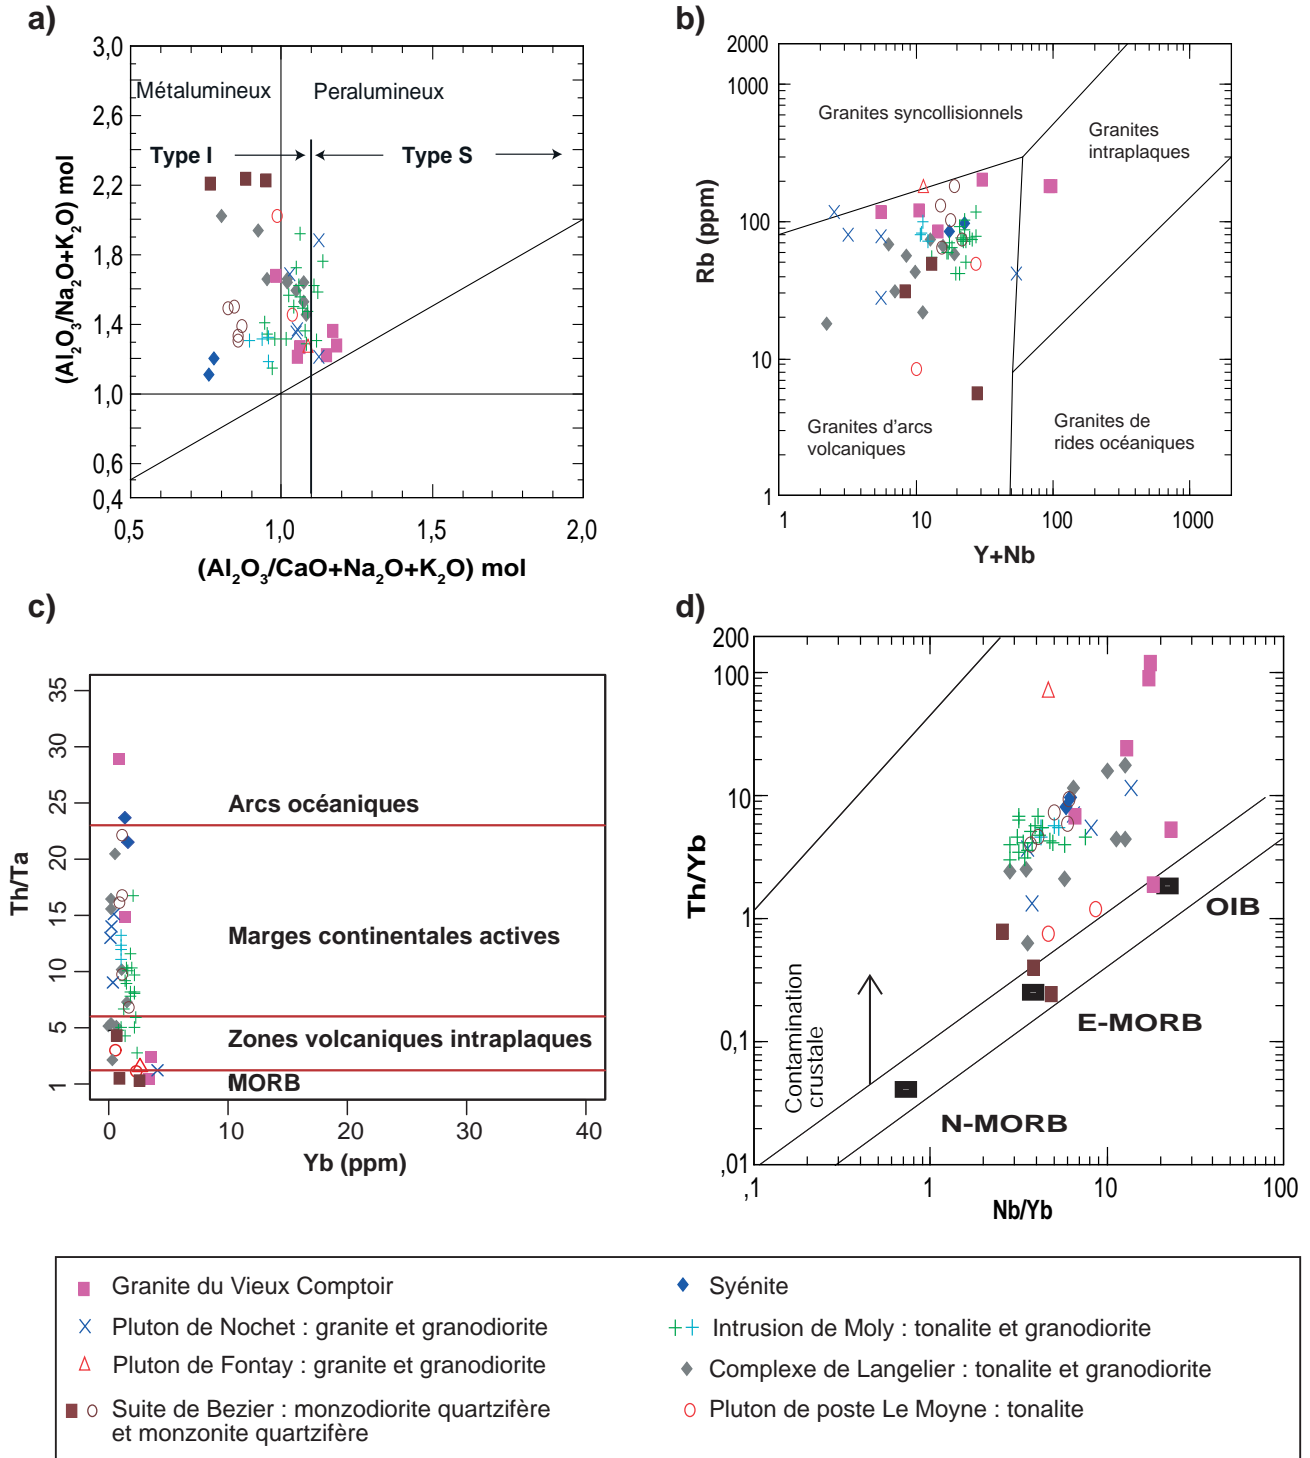 a)
3,0
2,6
2,2
1,8
1,4
1,0
0,6
0,4
0,5
1,0
1,5
2,0
Métalumineux
Peralumineux
Type I
Type S
(Al₂O₃/Na₂O+K₂O) mol
(Al₂O₃/CaO+Na₂O+K₂O) mol
b)
2000
1000
100
10
1
1
10
100
1000
Rb (ppm)
Y+Nb
Granites syncollisionnels
Granites
intraplaques
Granites d'arcs
volcaniques
Granites de
rides océaniques
c)
35
30
25
20
15
10
5
1
0
10
20
30
40
Th/Ta
Yb (ppm)
Arcs océaniques
Marges continentales actives
Zones volcaniques intraplaques
MORB
d)
200
100
10
1
0,1
,01
,1
1
10
100
Th/Yb
Nb/Yb
Contamination
crustale
OIB
E-MORB
N-MORB
Granite du Vieux Comptoir
Pluton de Nochet : granite et granodiorite
Pluton de Fontay : granite et granodiorite
Suite de Bezier : monzodiorite quartzifère
et monzonite quartzifère
Syénite
Intrusion de Moly : tonalite et granodiorite
Complexe de Langelier : tonalite et granodiorite
Pluton de poste Le Moyne : tonalite